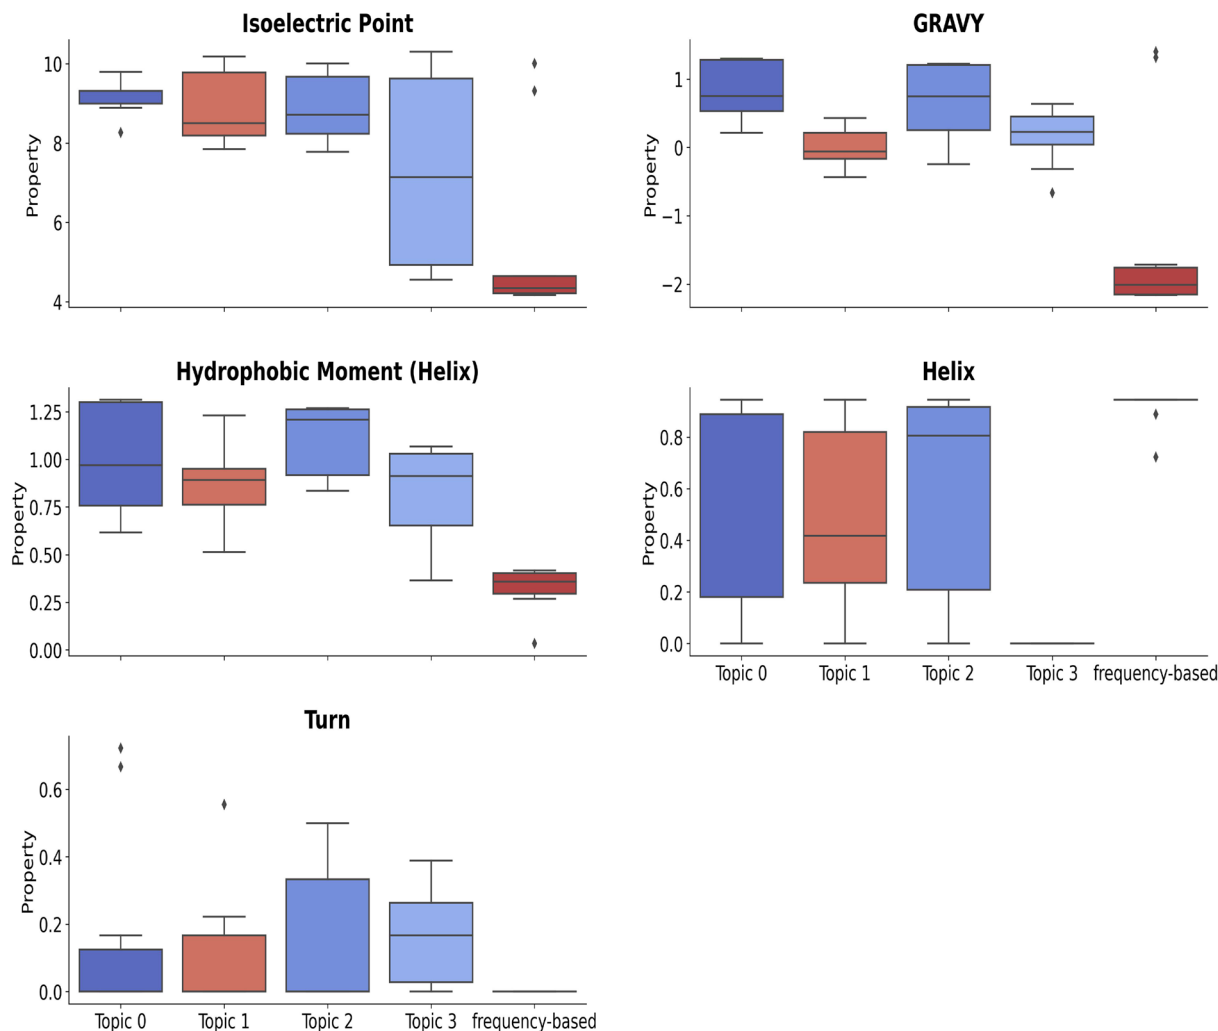 Isoelectric Point
Property
10
8
6
4
GRAVY
Property
1
0
−1
−2
Hydrophobic Moment (Helix)
Property
1.25
1.00
0.75
0.50
0.25
0.00
Helix
Property
0.8
0.6
0.4
0.2
0.0
Topic 0 Topic 1 Topic 2 Topic 3 frequency-based
Turn
Property
0.6
0.4
0.2
0.0
Topic 0 Topic 1 Topic 2 Topic 3 frequency-based